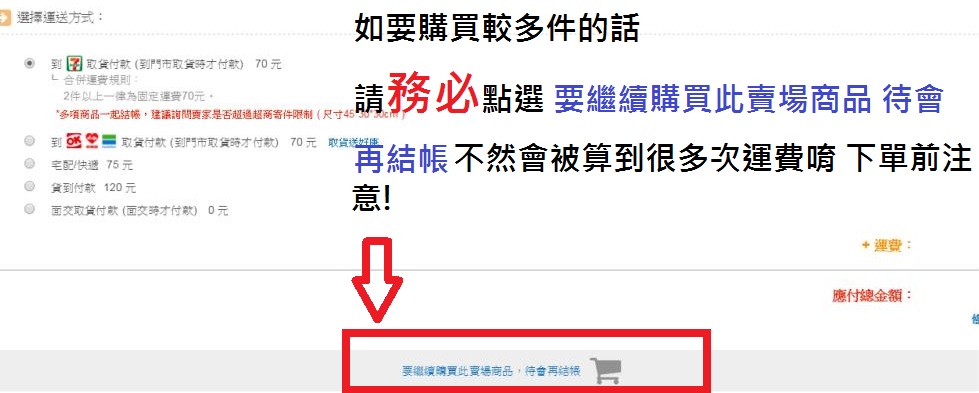 選擇運送方式：
如要購買較多件的話
到 7-ELEVEN 取貨付款 (到門市取貨時才付款) 70 元
└ 合併運費規則：
2件以上一律為固定運費70元。
請務必點選 要繼續購買此賣場商品 待會
*多項商品一起結帳，建議詢問賣家是否超過超商寄件限制 ( 尺寸45*30*30cm )
到 OK 取貨付款 (到門市取貨時才付款) 70 元 取貨送好康
再結帳 不然會被算到很多次運費唷 下單前注
宅配/快遞 75 元
貨到付款 120 元
意!
面交取貨付款 (面交時才付款) 0 元
+ 運費：
應付總金額：
要繼續購買此賣場商品，待會再結帳